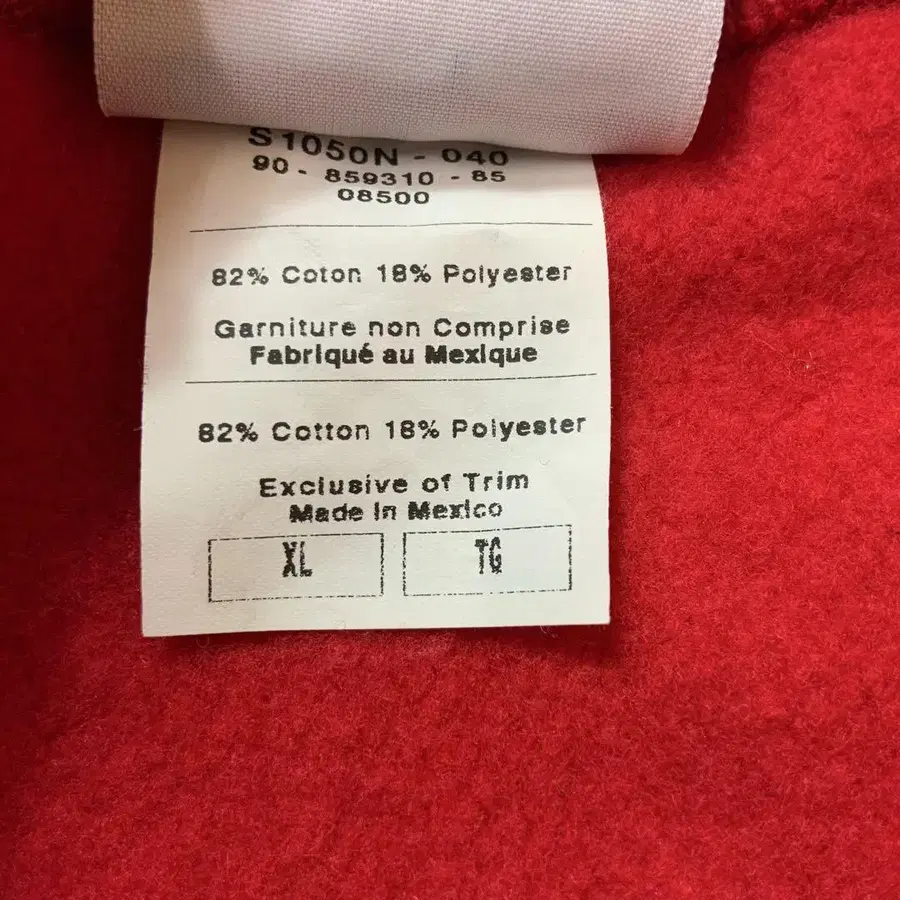 S1050N - 040
90 - 859310 - 85
08500
82% Coton 18% Polyester
Garniture non Comprise
Fabriqué au Mexique
82% Cotton 18% Polyester
Exclusive of Trim
Made in Mexico
XL TG